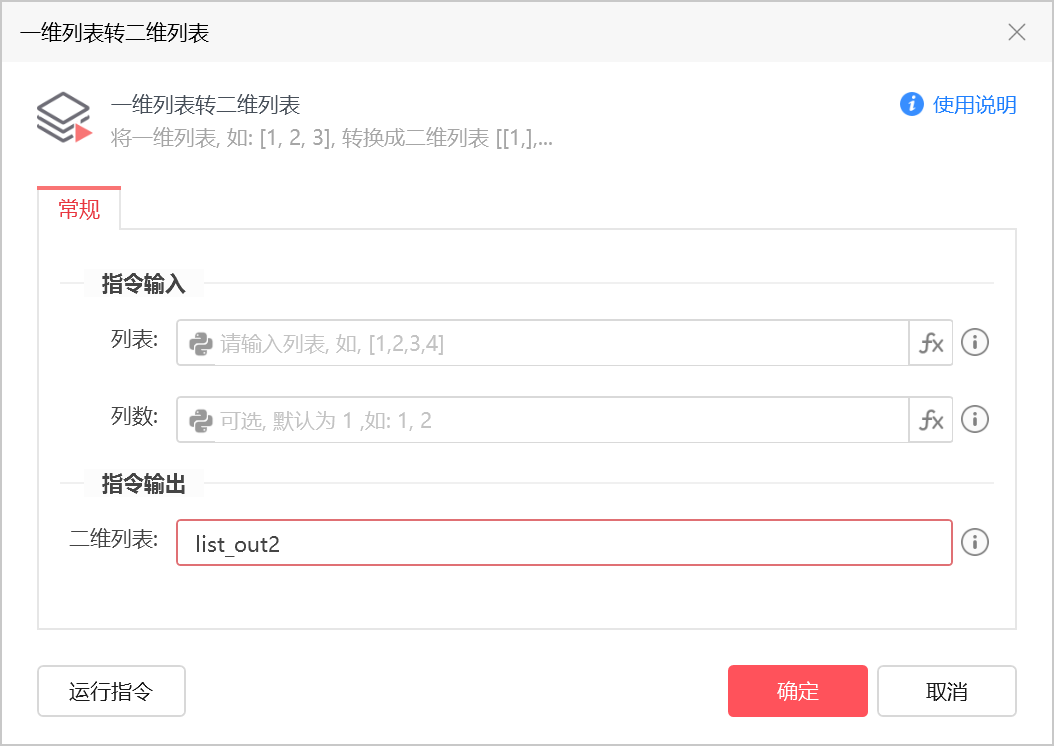 一维列表转二维列表
一维列表转二维列表
使用说明
将一维列表, 如: [1, 2, 3], 转换成二维列表 [[1,],...
常规
指令输入
列表:
请输入列表, 如, [1,2,3,4]
fx
列数:
可选, 默认为 1 ,如: 1, 2
fx
指令输出
二维列表:
list_out2
运行指令
确定
取消